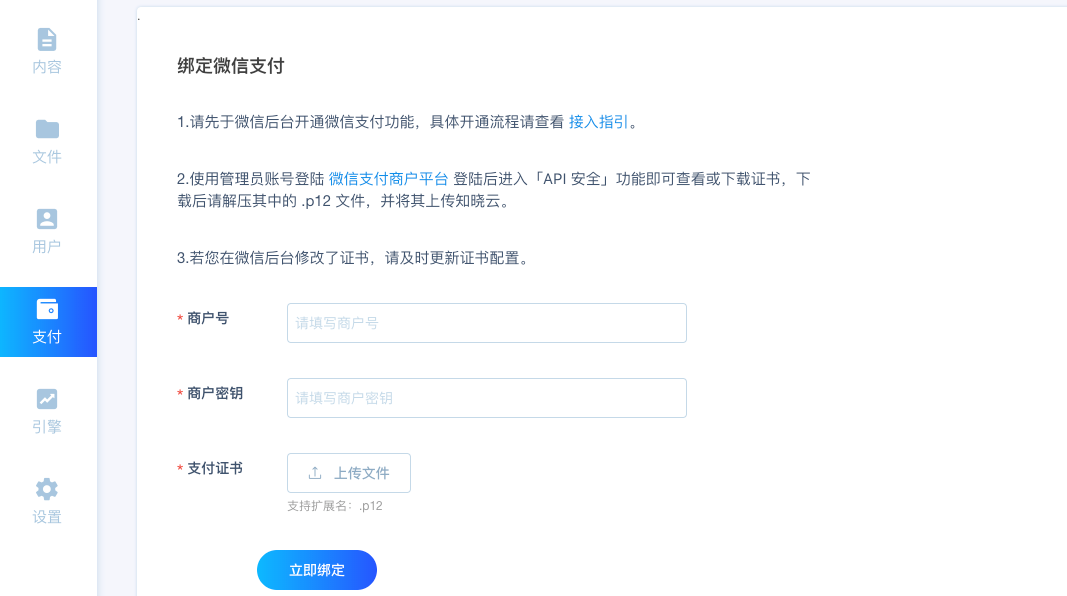 内容
文件
用户
支付
引擎
设置
绑定微信支付
1.请先于微信后台开通微信支付功能，具体开通流程请查看 接入指引。
2.使用管理员账号登陆 微信支付商户平台 登陆后进入「API 安全」功能即可查看或下载证书，下
载后请解压其中的 .p12 文件，并将其上传知晓云。
3.若您在微信后台修改了证书，请及时更新证书配置。
* 商户号
请填写商户号
* 商户密钥
请填写商户密钥
* 支付证书
上传文件
支持扩展名：.p12
立即绑定